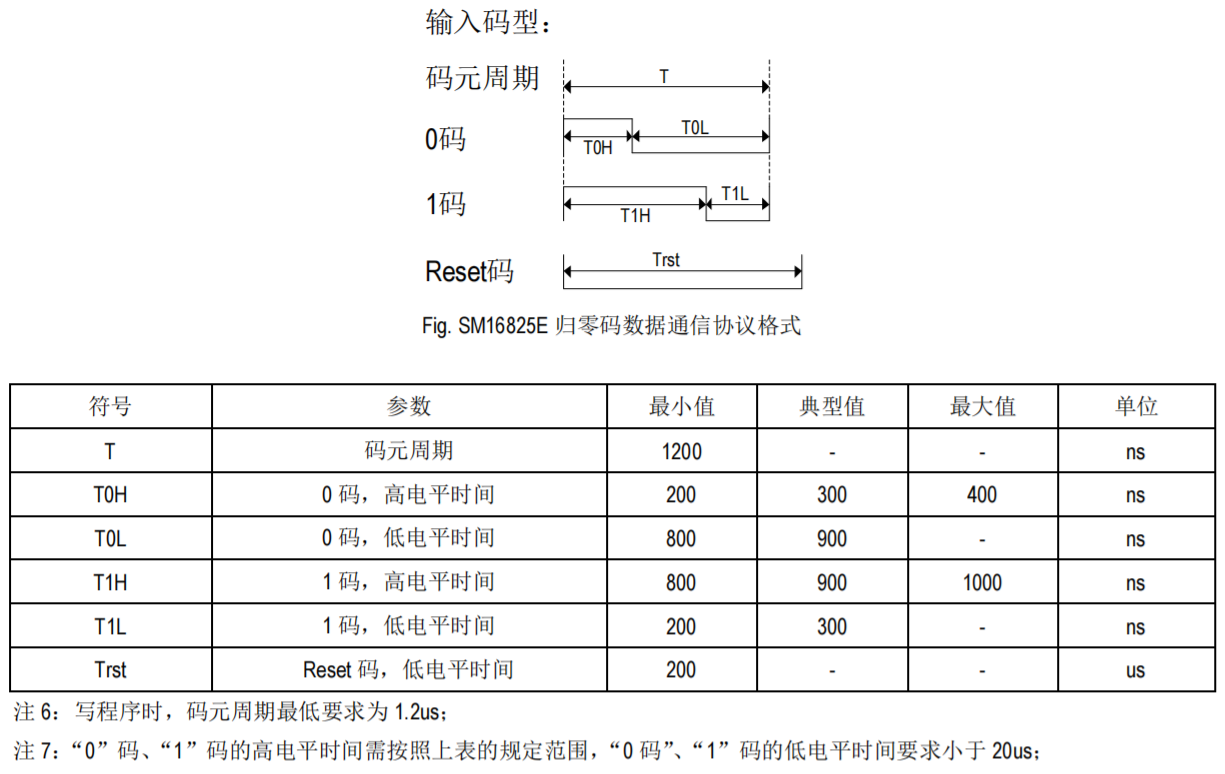 输入码型：
码元周期
T
0码
T0H
T0L
1码
T1H
T1L
Reset码
Trst
Fig. SM16825E 归零码数据通信协议格式
符号 参数 最小值 典型值 最大值 单位
T 码元周期 1200 - - ns
T0H 0 码，高电平时间 200 300 400 ns
T0L 0 码，低电平时间 800 900 - ns
T1H 1 码，高电平时间 800 900 1000 ns
T1L 1 码，低电平时间 200 300 - ns
Trst Reset 码，低电平时间 200 - - us
注 6：写程序时，码元周期最低要求为 1.2us；
注 7：“0”码、“1”码的高电平时间需按照上表的规定范围，“0 码”、“1”码的低电平时间要求小于 20us；